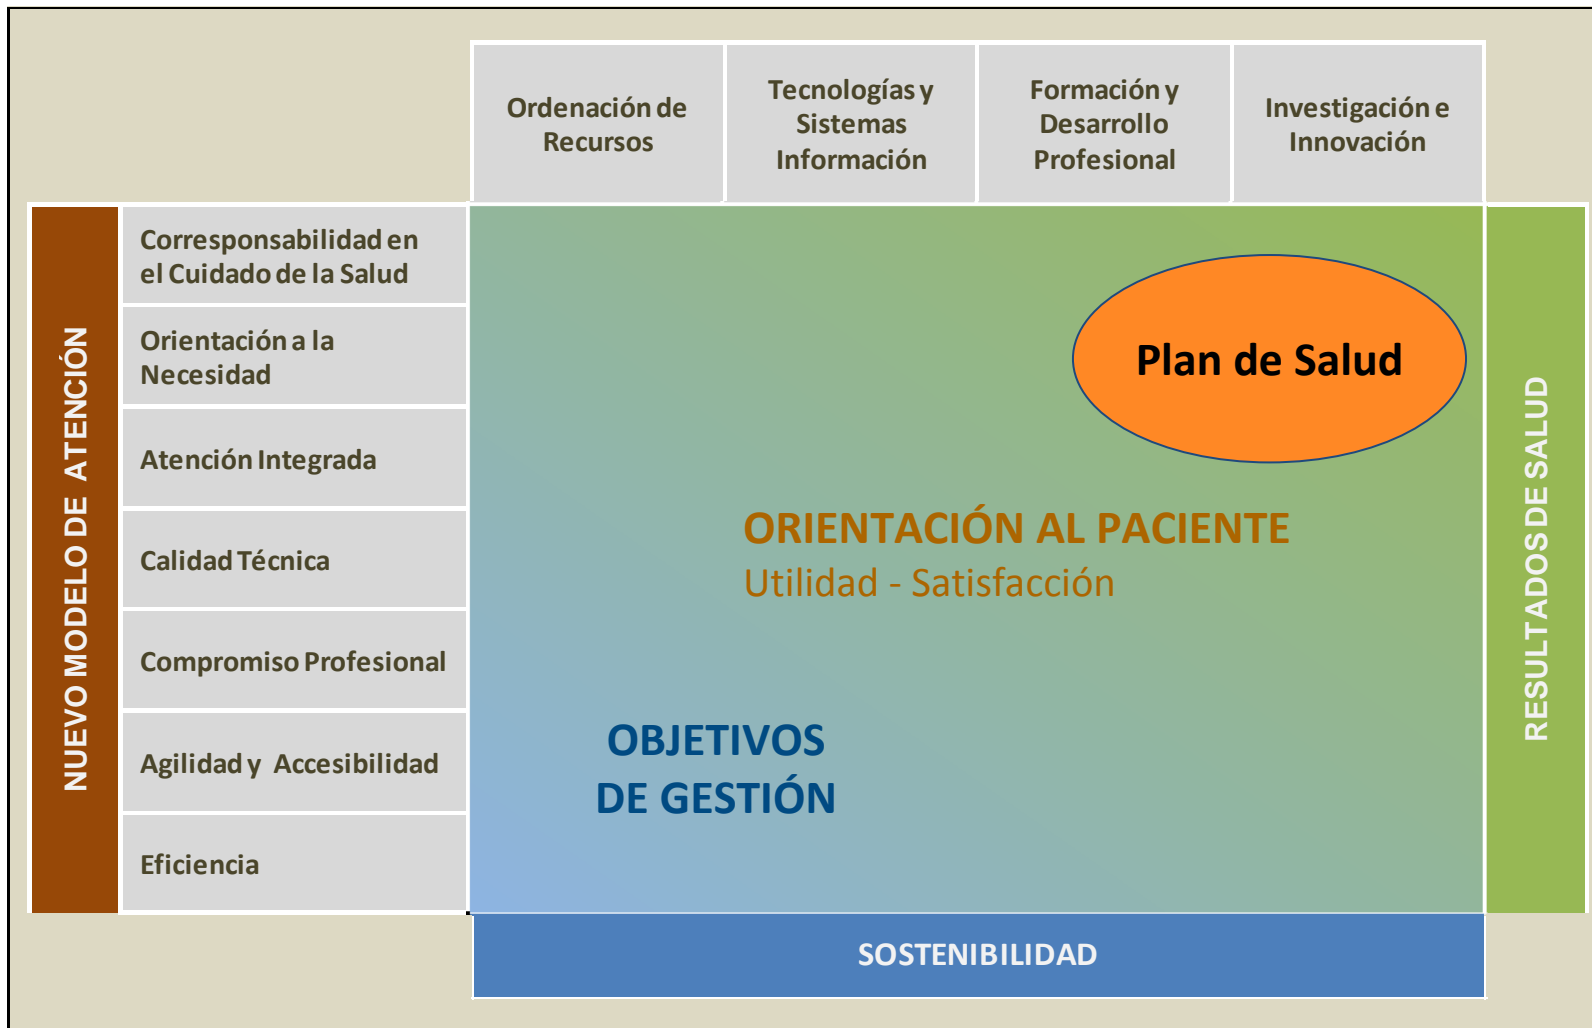 Ordenación de
Recursos
Tecnologías y
Sistemas
Información
Formación y
Desarrollo
Profesional
Investigación e
Innovación
NUEVO MODELO DE ATENCIÓN
Corresponsabilidad en
el Cuidado de la Salud
Orientación a la
Necesidad
Atención Integrada
Calidad Técnica
Compromiso Profesional
Agilidad y Accesibilidad
Eficiencia
Plan de Salud
ORIENTACIÓN AL PACIENTE
Utilidad - Satisfacción
OBJETIVOS
DE GESTIÓN
RESULTADOS DE SALUD
SOSTENIBILIDAD